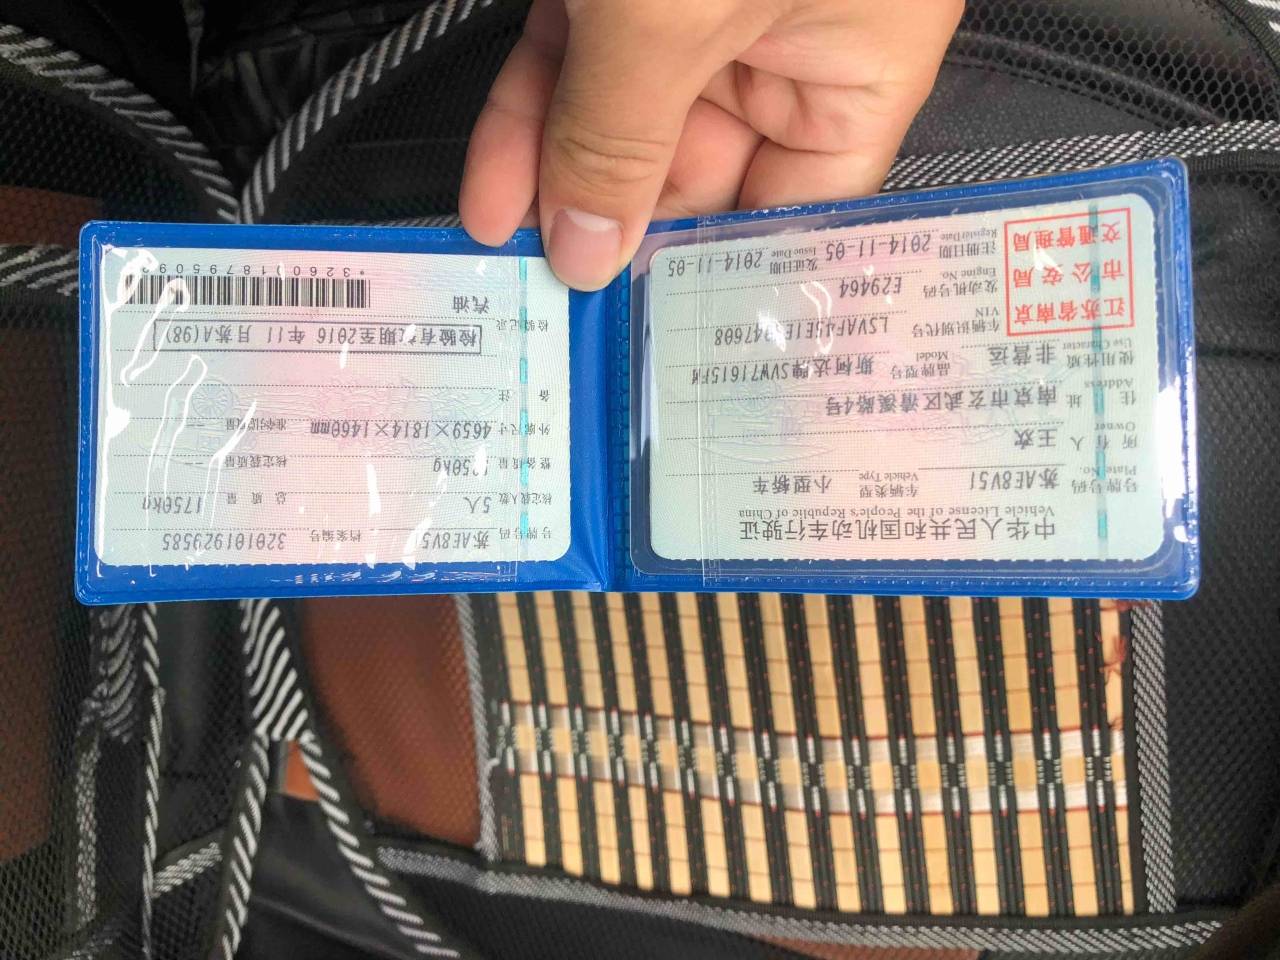 中华人民共和国机动车行驶证
Vehicle License of the People's Republic of China
号牌号码 苏AE8V51 车辆类型 小型轿车
Plate No. Vehicle Type
所有人 王欢
Owner
住址 南京市玄武区清溪路4号
Address
使用性质 非营运 品牌型号 斯柯达牌SVW71615FM
Use Character Model
江苏省南京
市公安局
交通管理局
车辆识别代号
VIN
发动机号码 E29464
Engine No.
注册日期 2014-11-05 发证日期 2014-11-05
Register Date Issue Date
号牌号码 苏AE8V51 档案编号 320101929585
核定载人数 5人 总质量 1750kg
整备质量 1250kg 核定载质量 --
外廓尺寸 4659×1814×1460mm 准牵引总质量 --
备注
检验有效期至2016年11月苏A(98)
检验记录
汽油